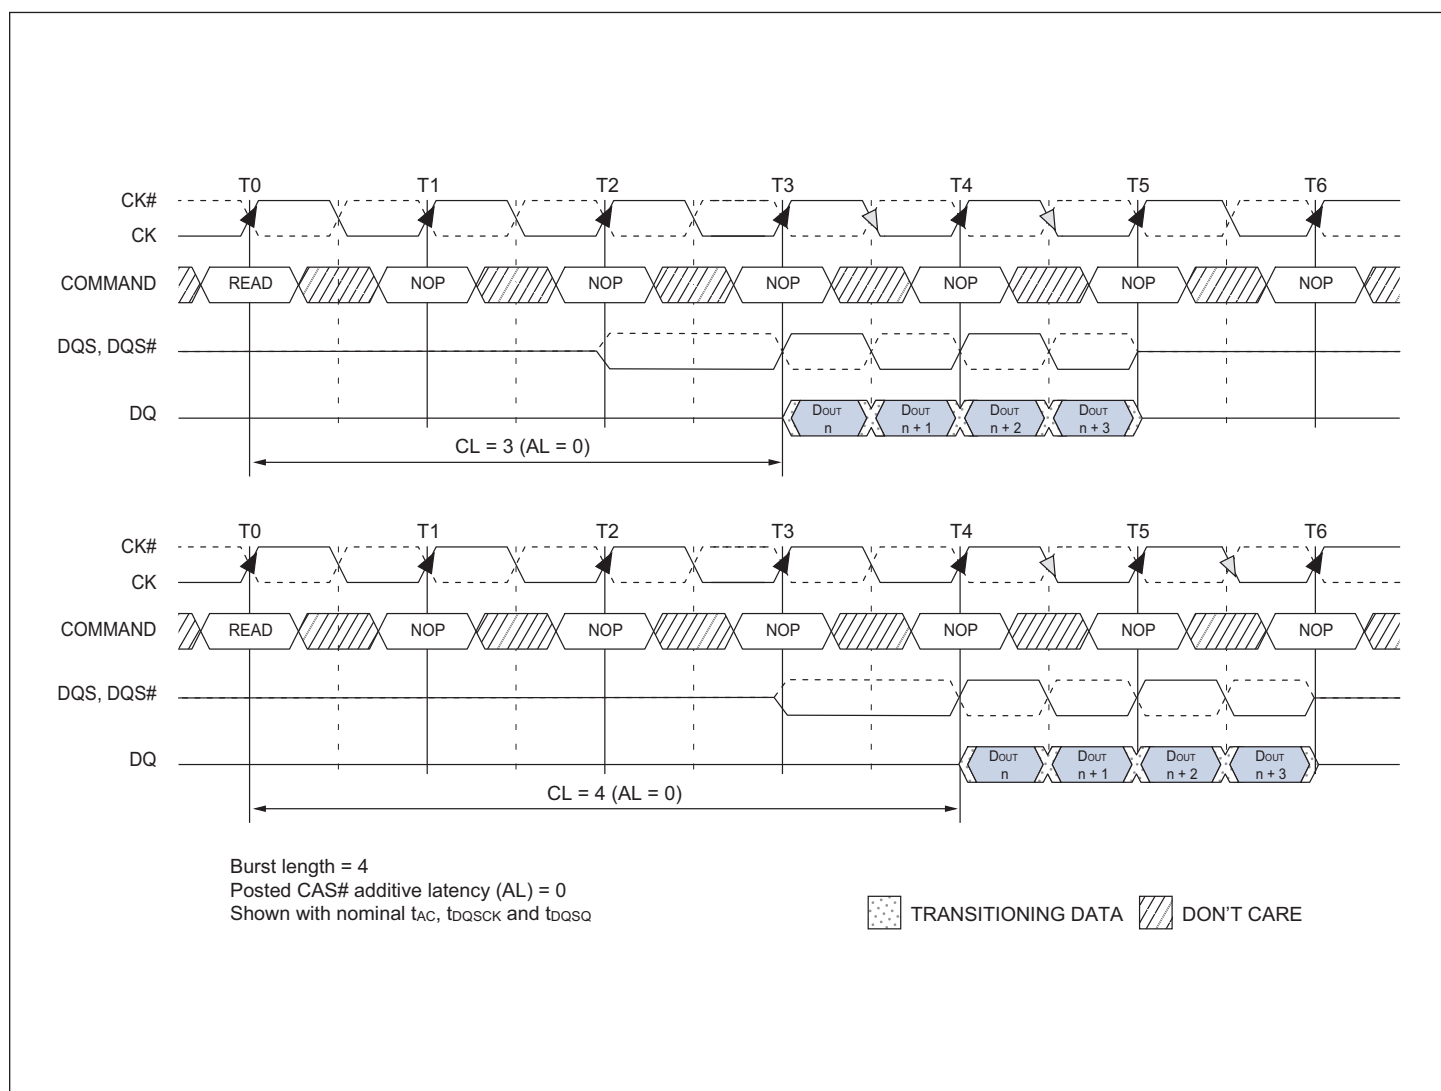 T0 T1 T2 T3 T4 T5 T6
CK#
CK
COMMAND READ NOP NOP NOP NOP NOP NOP
DQS, DQS#
DQ DOUT n DOUT n + 1 DOUT n + 2 DOUT n + 3
CL = 3 (AL = 0)
T0 T1 T2 T3 T4 T5 T6
CK#
CK
COMMAND READ NOP NOP NOP NOP NOP NOP
DQS, DQS#
DQ DOUT n DOUT n + 1 DOUT n + 2 DOUT n + 3
CL = 4 (AL = 0)
Burst length = 4
Posted CAS# additive latency (AL) = 0
Shown with nominal tAC, tDQSCK and tDQSQ
TRANSITIONING DATA DON'T CARE